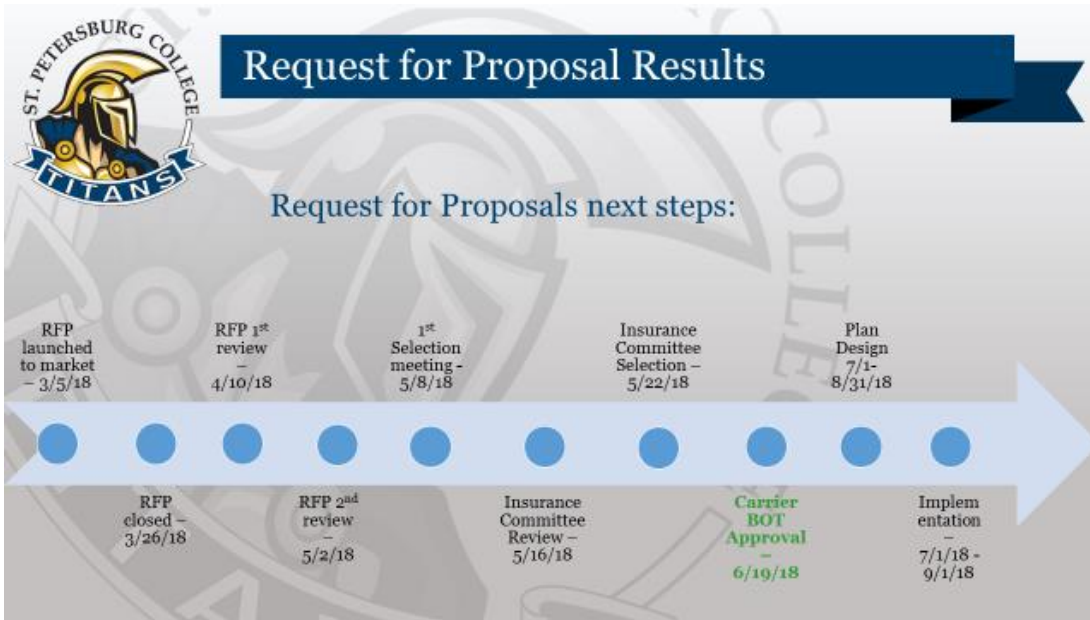 ST. PETERSBURG COLLEGE
TITANS
Request for Proposal Results
Request for Proposals next steps:
RFP
launched
to market
– 3/5/18
RFP
closed –
3/26/18
RFP 1st
review
–
4/10/18
RFP 2nd
review
–
5/2/18
1st
Selection
meeting -
5/8/18
Insurance
Committee
Review –
5/16/18
Insurance
Committee
Selection –
5/22/18
Carrier
BOT
Approval
–
6/19/18
Plan
Design
7/1-
8/31/18
Implem
entation
–
7/1/18 -
9/1/18
COLLEGE